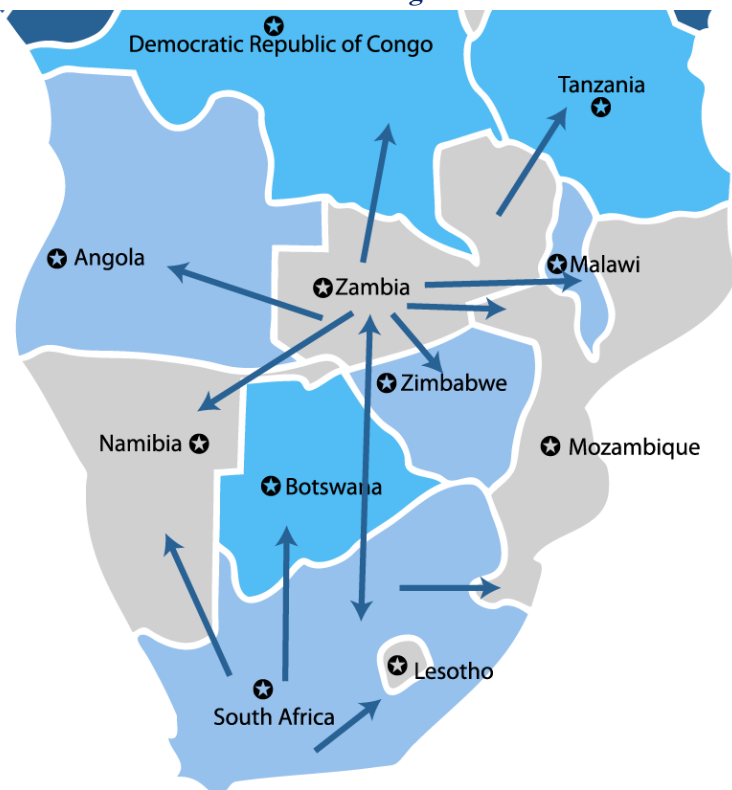 Democratic Republic of Congo
Tanzania
Angola
Malawi
Zambia
Zimbabwe
Namibia
Mozambique
Botswana
Lesotho
South Africa